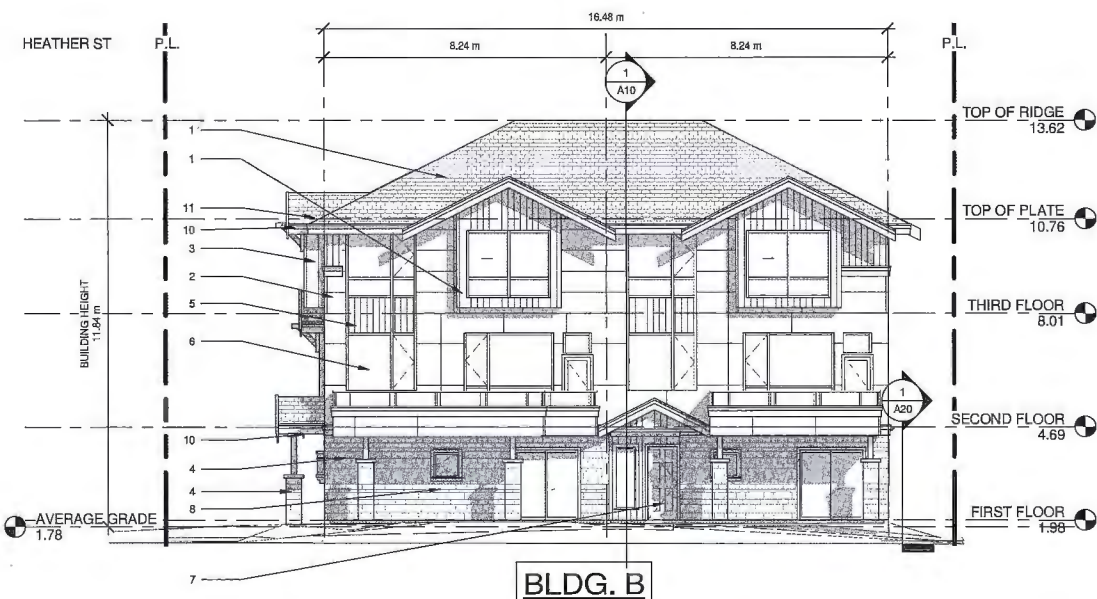 16.48 m
HEATHER ST
P.L.
8.24 m
8.24 m
P.L.
1
A10
TOP OF RIDGE
13.62
1
1
11
TOP OF PLATE
10.76
10
3
2
THIRD FLOOR
8.01
5
BUILDING HEIGHT
11.84 m
6
1
A20
SECOND FLOOR
4.69
10
4
4
8
AVERAGE GRADE
1.78
FIRST FLOOR
1.98
7
BLDG. B